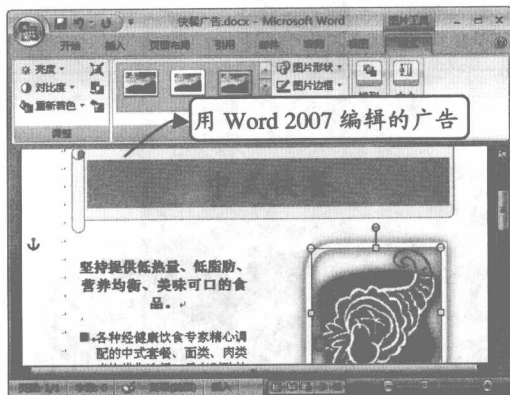 快餐广告.docx - Microsoft Word
图片工具
开始 插入 页面布局 引用 邮件 审阅 视图
亮度
对比度
重新着色
图片形状
图片边框
排列
大小
调整
用 Word 2007 编辑的广告
坚持提供低热量、低脂肪、
营养均衡、美味可口的食
品。
各种经健康饮食专家精心调
配的中式套餐、面类、肉类
插入